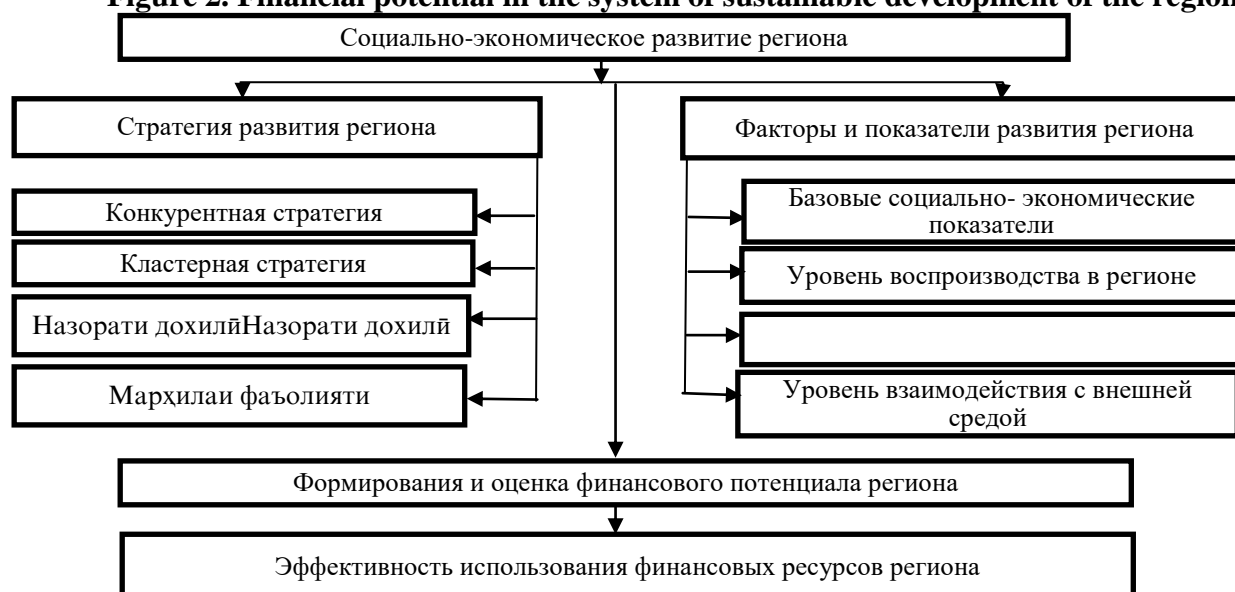 Figure 2. Financial potential in the system of sustainable development of the region
Социально-экономическое развитие региона
Стратегия развития региона
Факторы и показатели развития региона
Конкурентная стратегия
Кластерная стратегия
Назорати дохилӣНазорати дохилӣ
Марҳилаи фаъолияти
Базовые социально- экономические
показатели
Уровень воспроизводства в регионе
Уровень взаимодействия с внешней
средой
Формирования и оценка финансового потенциала региона
Эффективность использования финансовых ресурсов региона